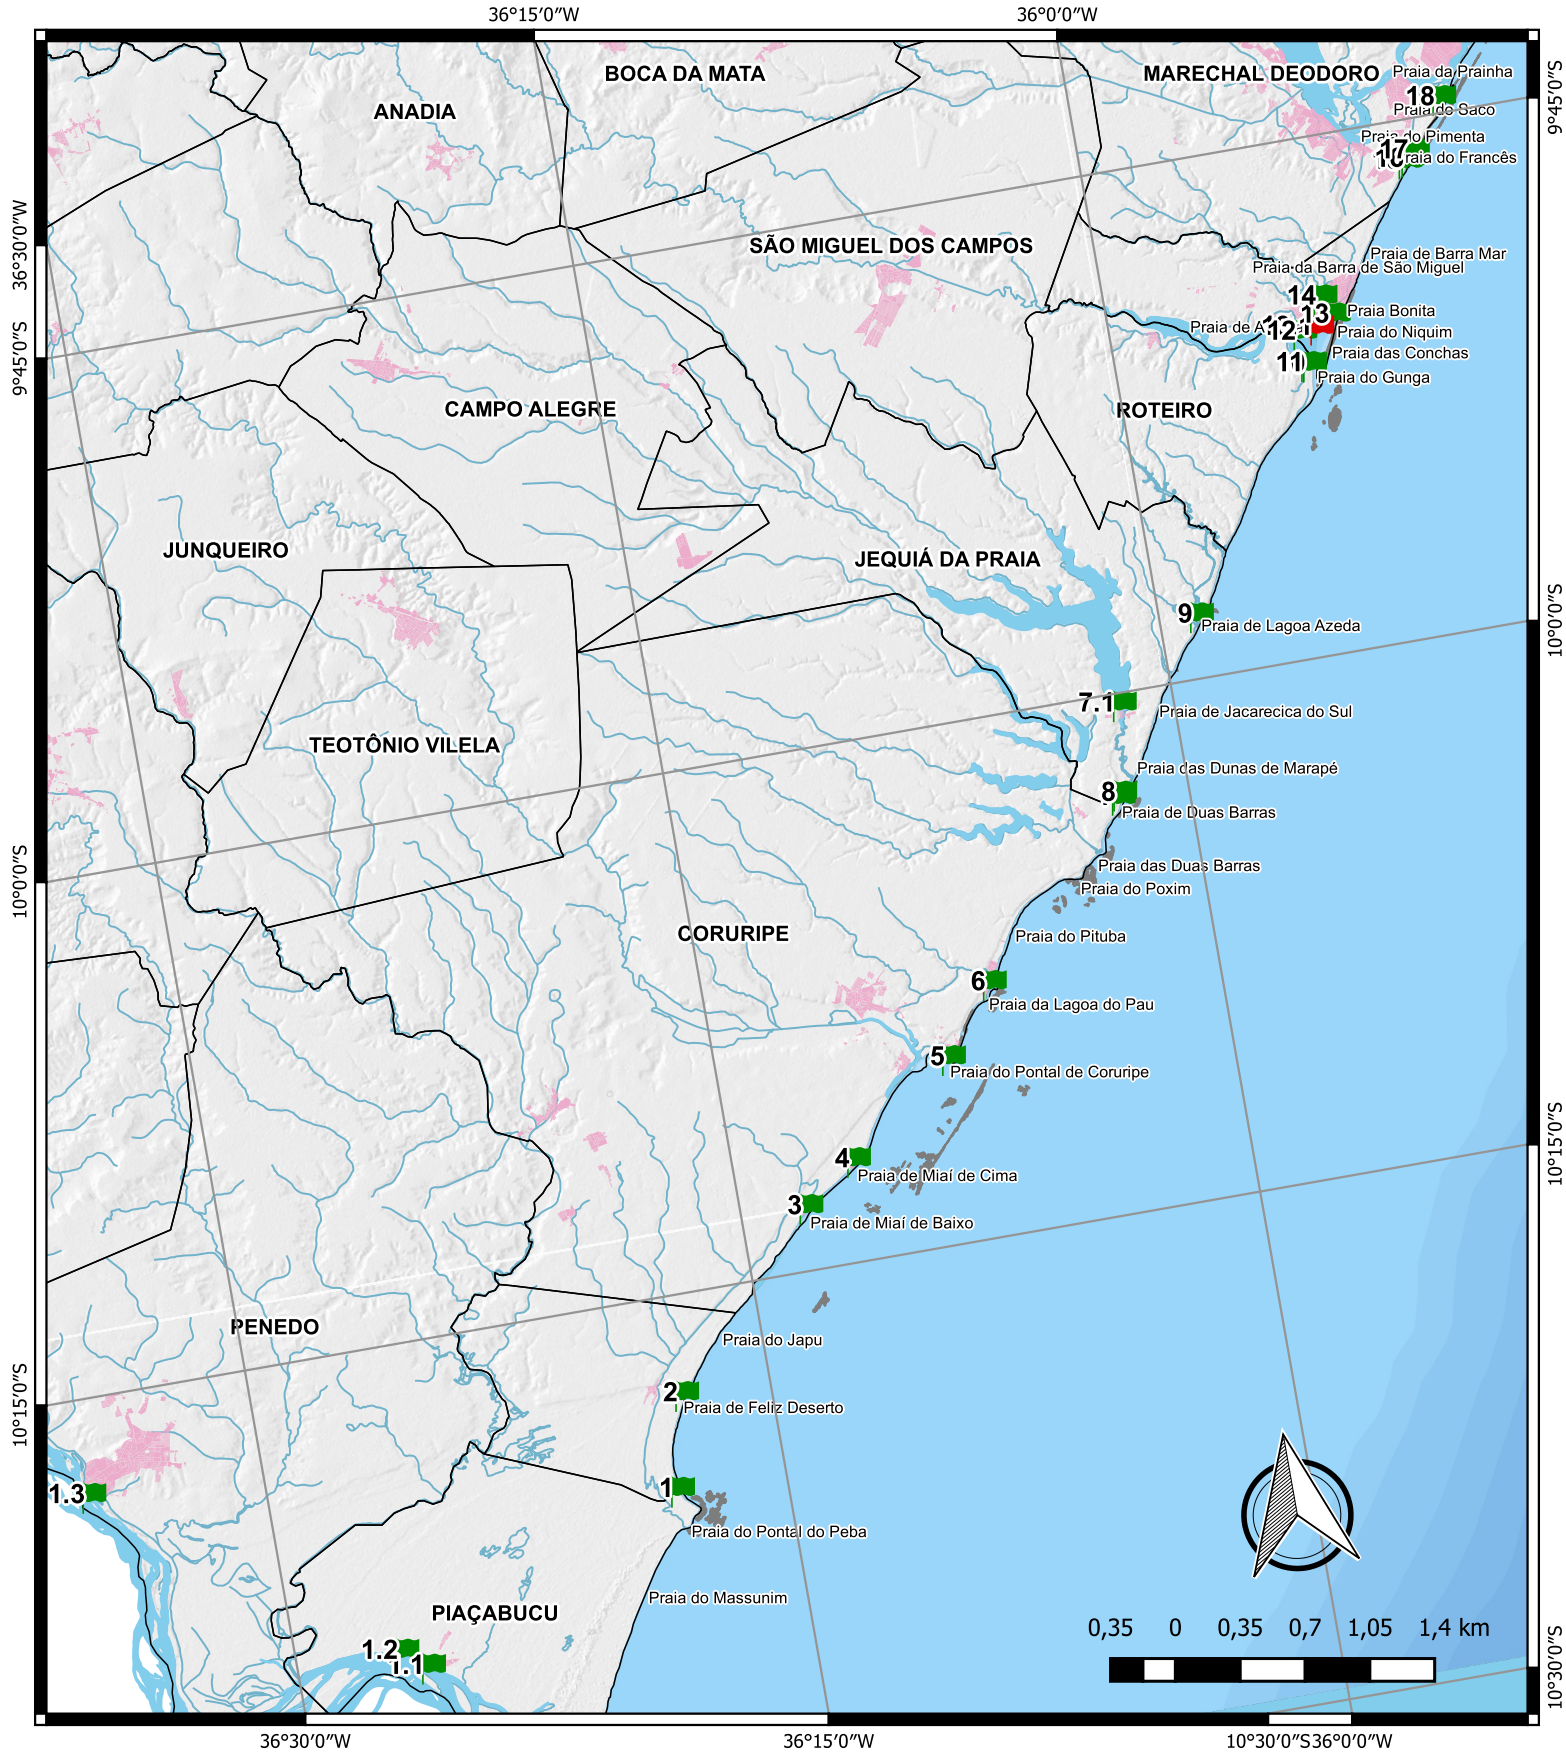 36°15'0"W
36°0'0"W
BOCA DA MATA
MARECHAL DEODORO
Praia da Prainha
9°45'0"S
ANADIA
18
Praia do Saco
Praia do Pimenta
17
Praia do Francês
36°30'0"W
SÃO MIGUEL DOS CAMPOS
Praia de Barra Mar
Praia da Barra de São Miguel
14
13
Praia Bonita
Praia de
12
Praia do Niquim
9°45'0"S
Praia das Conchas
11
Praia do Gunga
CAMPO ALEGRE
ROTEIRO
JUNQUEIRO
JEQUIÁ DA PRAIA
9
Praia de Lagoa Azeda
10°0'0"S
7.1
Praia de Jacarecica do Sul
TEOTÔNIO VILELA
Praia das Dunas de Marapé
8
Praia de Duas Barras
Praia das Duas Barras
10°0'0"S
Praia do Poxim
CORURIPE
Praia do Pituba
6
Praia da Lagoa do Pau
5
Praia do Pontal de Coruripe
10°15'0"S
4
Praia de Miaí de Cima
3
Praia de Miaí de Baixo
PENEDO
Praia do Japu
10°15'0"S
2
Praia de Feliz Deserto
1
1.3
Praia do Pontal do Peba
Praia do Massunim
PIAÇABUCU
0,35 0 0,35 0,7 1,05 1,4 km
1.2
1.1
10°30'0"S
36°30'0"W
36°15'0"W
10°30'0"S36°0'0"W